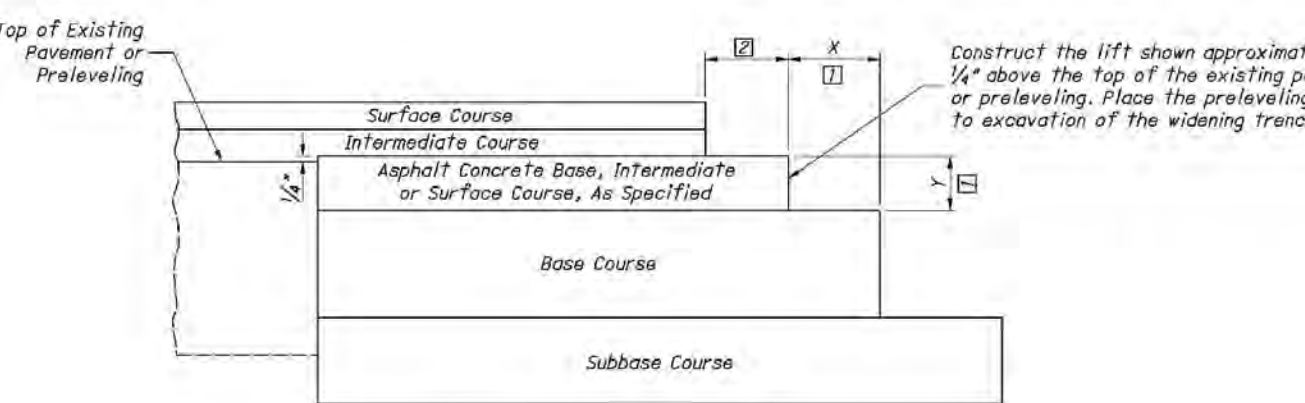 Top of Existing
Pavement or
Preleveling
2
X
1
Construct the lift shown
1/4" above the top of the existing
or preleveling. Place the preleveling
to excavation of the widening
Surface Course
Intermediate Course
1/4"
Asphalt Concrete Base, Intermediate
or Surface Course, As Specified
Y
1
Base Course
Subbase Course